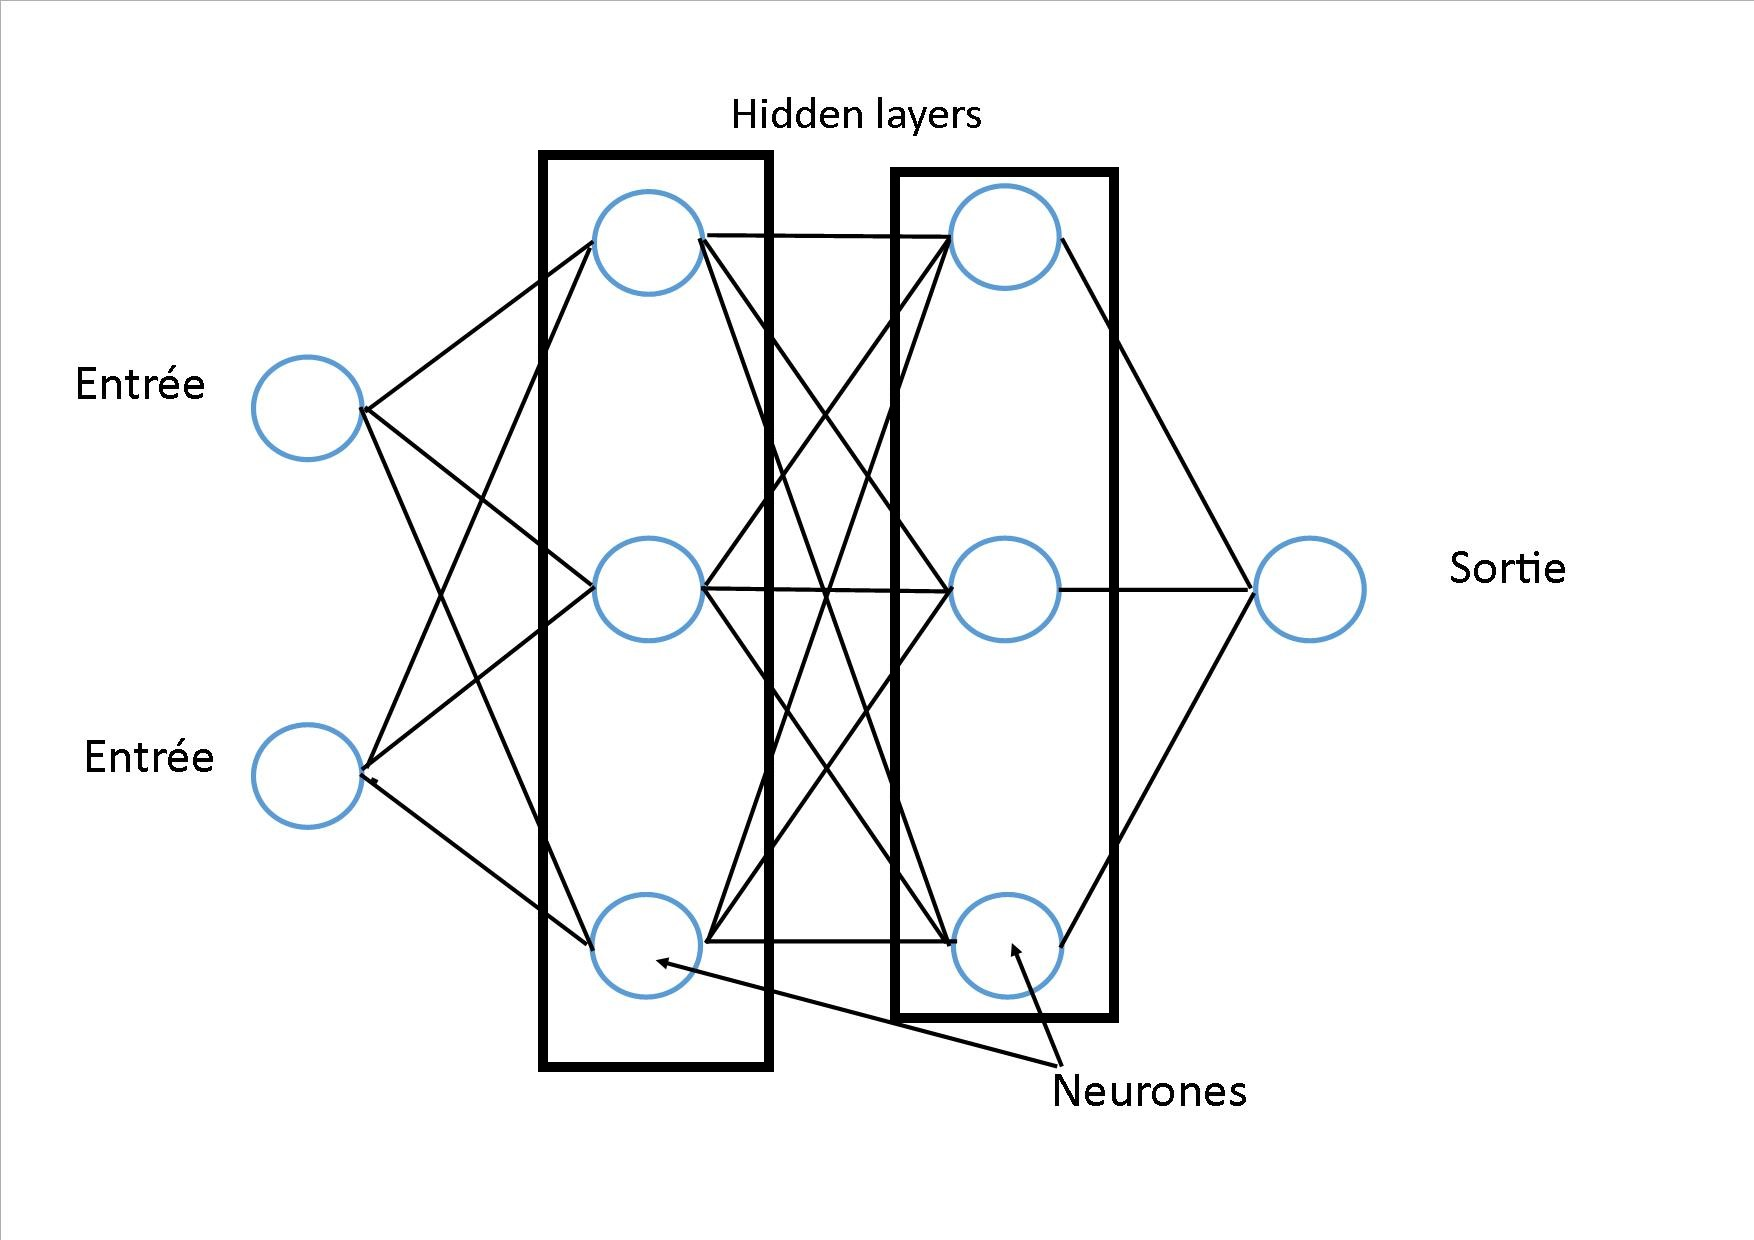 Hidden layers
Entrée
Entrée
Sortie
Neurones